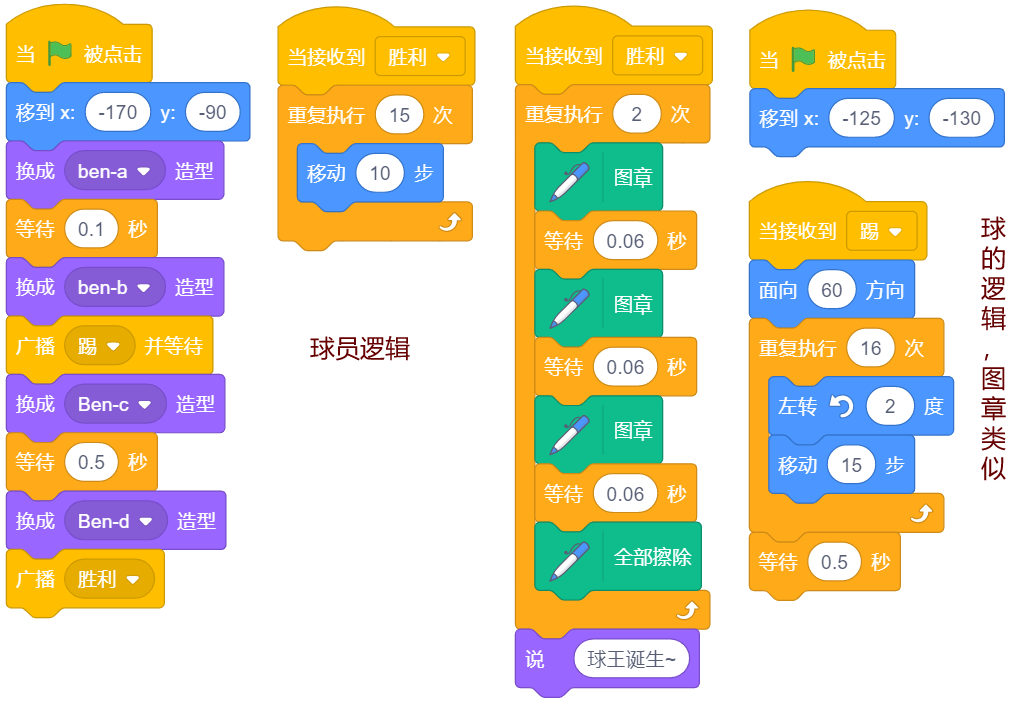 当 被点击
移到 x: -170 y: -90
换成 ben-a 造型
等待 0.1 秒
换成 ben-b 造型
广播 踢 并等待
换成 Ben-c 造型
等待 0.5 秒
换成 Ben-d 造型
广播 胜利
当接收到 胜利
重复执行 15 次
移动 10 步
球员逻辑
当接收到 胜利
重复执行 2 次
图章
等待 0.06 秒
图章
等待 0.06 秒
图章
等待 0.06 秒
全部擦除
说 球王诞生~
当 被点击
移到 x: -125 y: -130
当接收到 踢
面向 60 方向
重复执行 16 次
左转 2 度
移动 15 步
等待 0.5 秒
球的逻辑,图章类似